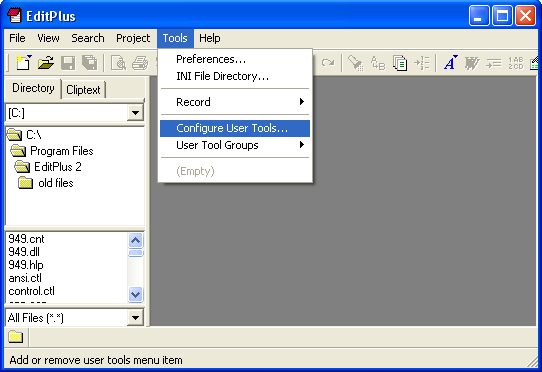 EditPlus
File View Search Project Tools Help
Preferences...
INI File Directory...
Record
Configure User Tools...
User Tool Groups
(Empty)
Directory Cliptext
[C:]
C:\
Program Files
EditPlus 2
old files
949.cnt
949.dll
949.hlp
ansi.ctl
control.ctl
All Files (*.*)
Add or remove user tools menu item